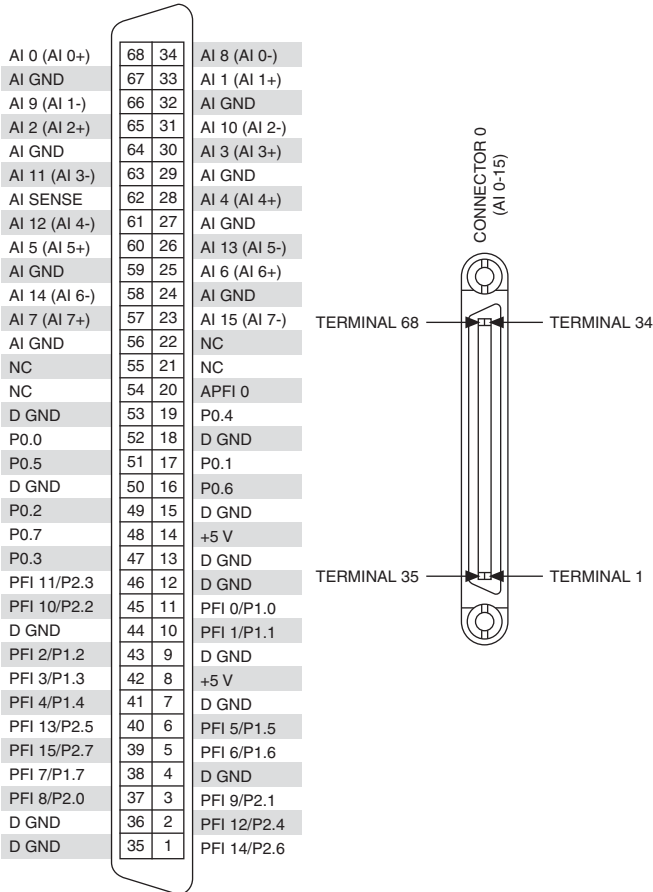 AI 0 (AI 0+) 68 34 AI 8 (AI 0-)
AI GND 67 33 AI 1 (AI 1+)
AI 9 (AI 1-) 66 32 AI GND
AI 2 (AI 2+) 65 31 AI 10 (AI 2-)
AI GND 64 30 AI 3 (AI 3+)
AI 11 (AI 3-) 63 29 AI GND
AI SENSE 62 28 AI 4 (AI 4+)
AI 12 (AI 4-) 61 27 AI GND
AI 5 (AI 5+) 60 26 AI 13 (AI 5-)
AI GND 59 25 AI 6 (AI 6+)
AI 14 (AI 6-) 58 24 AI GND
AI 7 (AI 7+) 57 23 AI 15 (AI 7-)
AI GND 56 22 NC
NC 55 21 NC
NC 54 20 APFI 0
D GND 53 19 P0.4
P0.0 52 18 D GND
P0.5 51 17 P0.1
D GND 50 16 P0.6
P0.2 49 15 D GND
P0.7 48 14 +5 V
P0.3 47 13 D GND
PFI 11/P2.3 46 12 D GND
PFI 10/P2.2 45 11 PFI 0/P1.0
D GND 44 10 PFI 1/P1.1
PFI 2/P1.2 43 9 D GND
PFI 3/P1.3 42 8 +5 V
PFI 4/P1.4 41 7 D GND
PFI 13/P2.5 40 6 PFI 5/P1.5
PFI 15/P2.7 39 5 PFI 6/P1.6
PFI 7/P1.7 38 4 D GND
PFI 8/P2.0 37 3 PFI 9/P2.1
D GND 36 2 PFI 12/P2.4
D GND 35 1 PFI 14/P2.6
CONNECTOR 0
(AI 0-15)
TERMINAL 68 TERMINAL 34
TERMINAL 35 TERMINAL 1